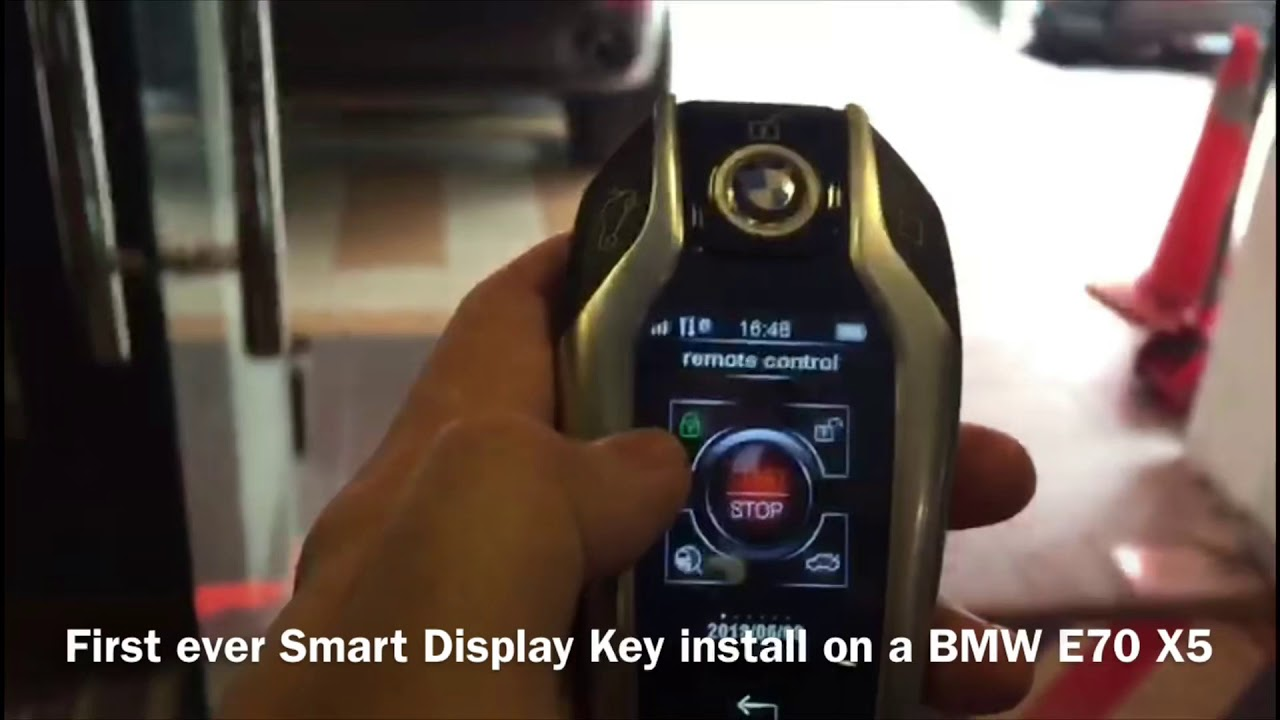 16:48
remote control
STOP
First ever Smart Display Key install on a BMW E70 X5